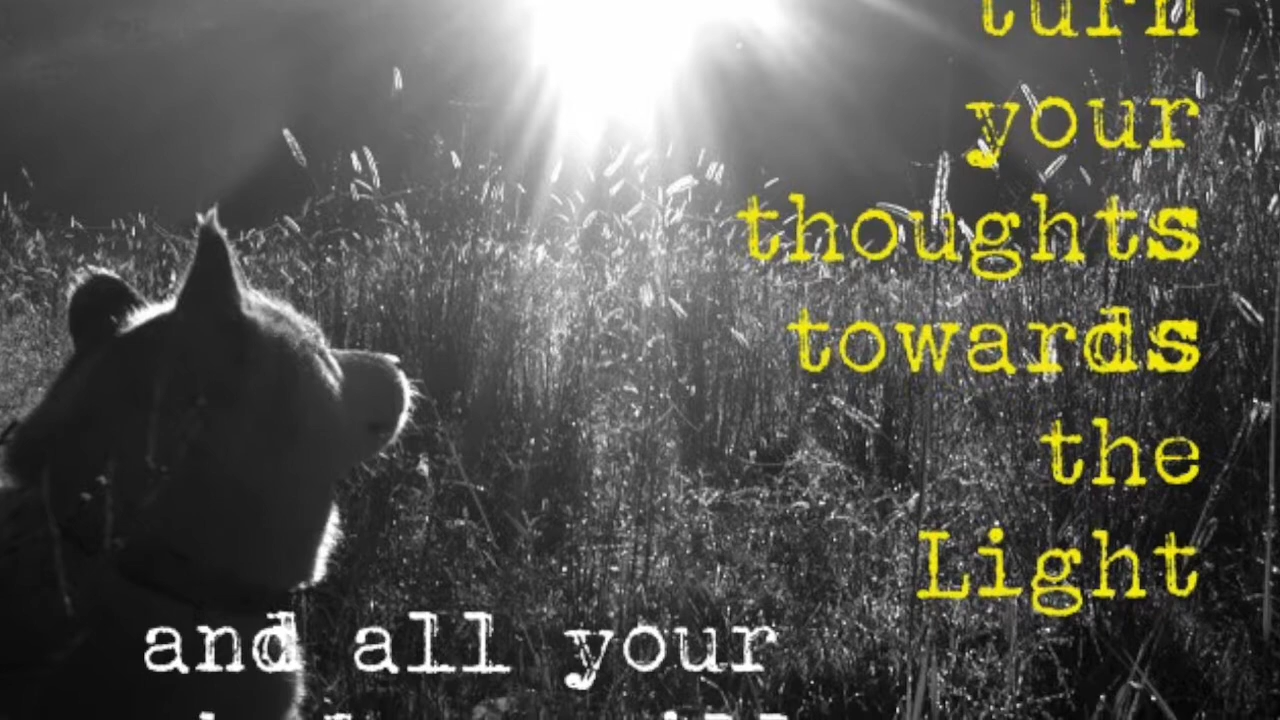 turn
your
thoughts
towards
the
Light
and all your